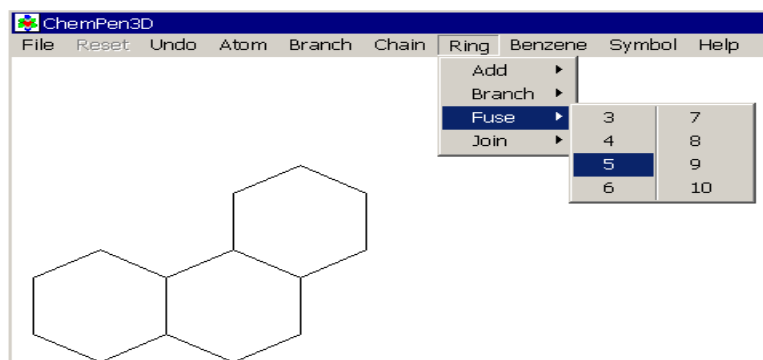 ChemPen3D
File Reset Undo Atom Branch Chain Ring Benzene Symbol Help
Add
Branch
Fuse
Join
3 7
4 8
5 9
6 10